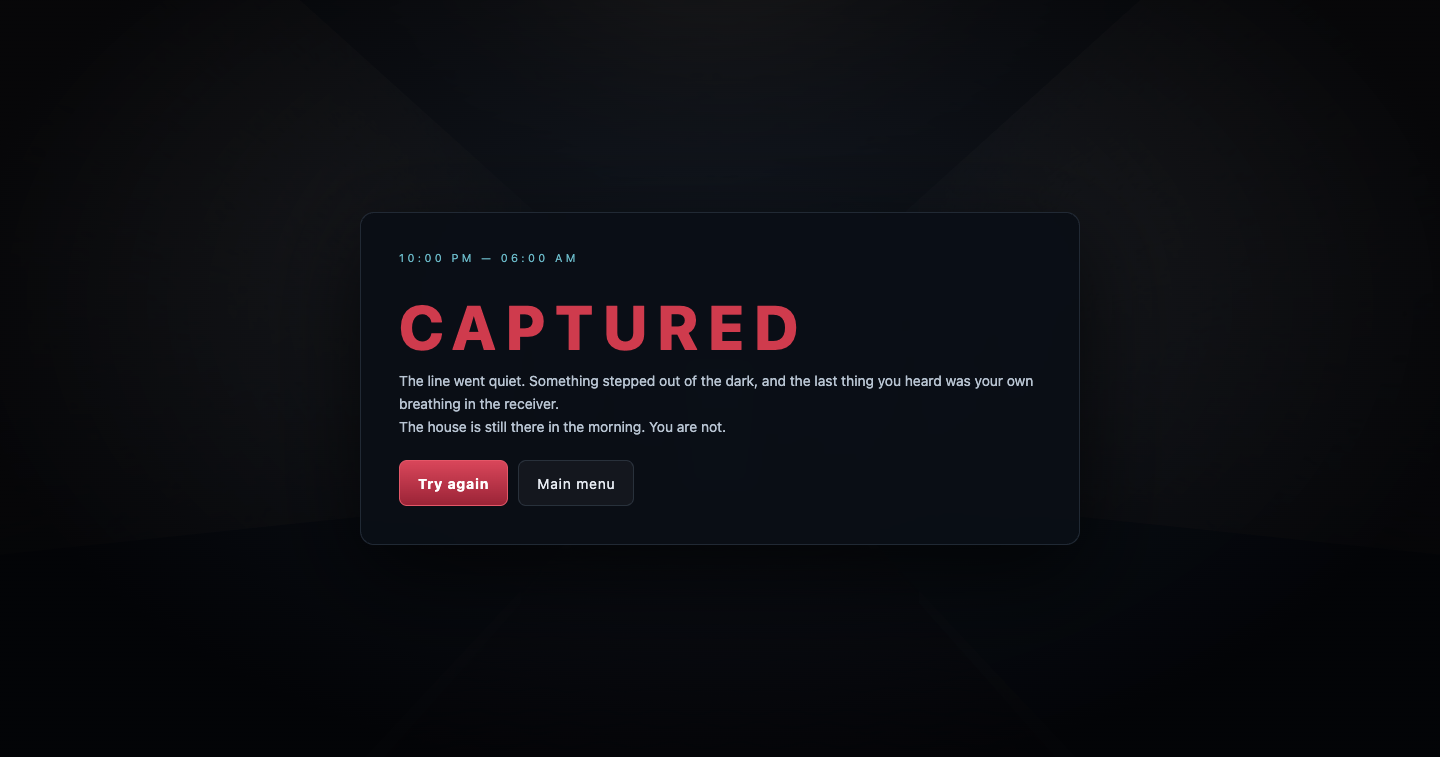 10:00 PM — 06:00 AM
CAPTURED
The line went quiet. Something stepped out of the dark, and the last thing you heard was your own
breathing in the receiver.
The house is still there in the morning. You are not.
Try again
Main menu